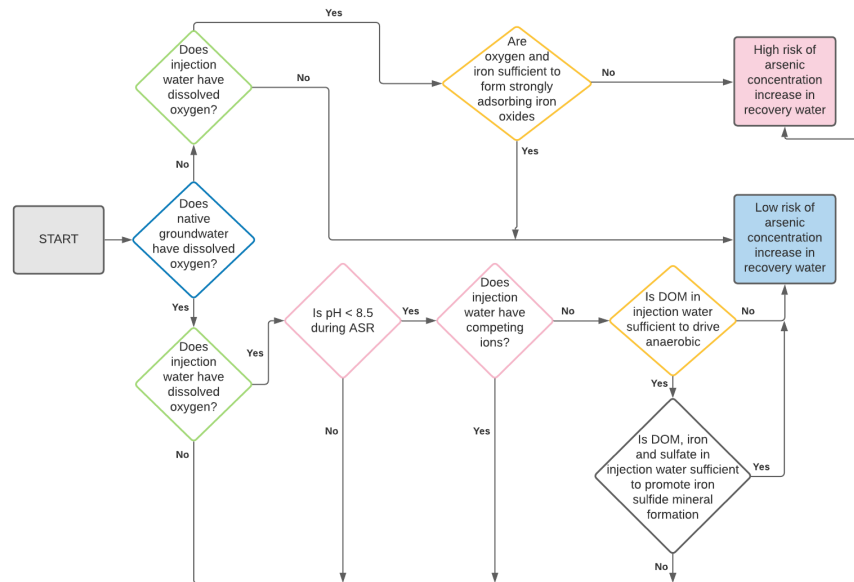 Yes
Does
injection
water have
dissolved
oxygen?
No
Are
oxygen and
iron sufficient to
form strongly
adsorbing iron
oxides
No
High risk of
arsenic
concentration
increase in
recovery water
Yes
No
START
Does
native
groundwater
have dissolved
oxygen?
Low risk of
arsenic
concentration
increase in
recovery water
Yes
Does
injection
water have
dissolved
oxygen?
Yes
Is pH < 8.5
during ASR
Yes
Does
injection
water have
competing
ions?
No
Is DOM in
injection water
sufficient to drive
anaerobic
No
Yes
No
No
Yes
Is DOM, iron
and sulfate in
injection water sufficient
to promote iron
sulfide mineral
formation
Yes
No